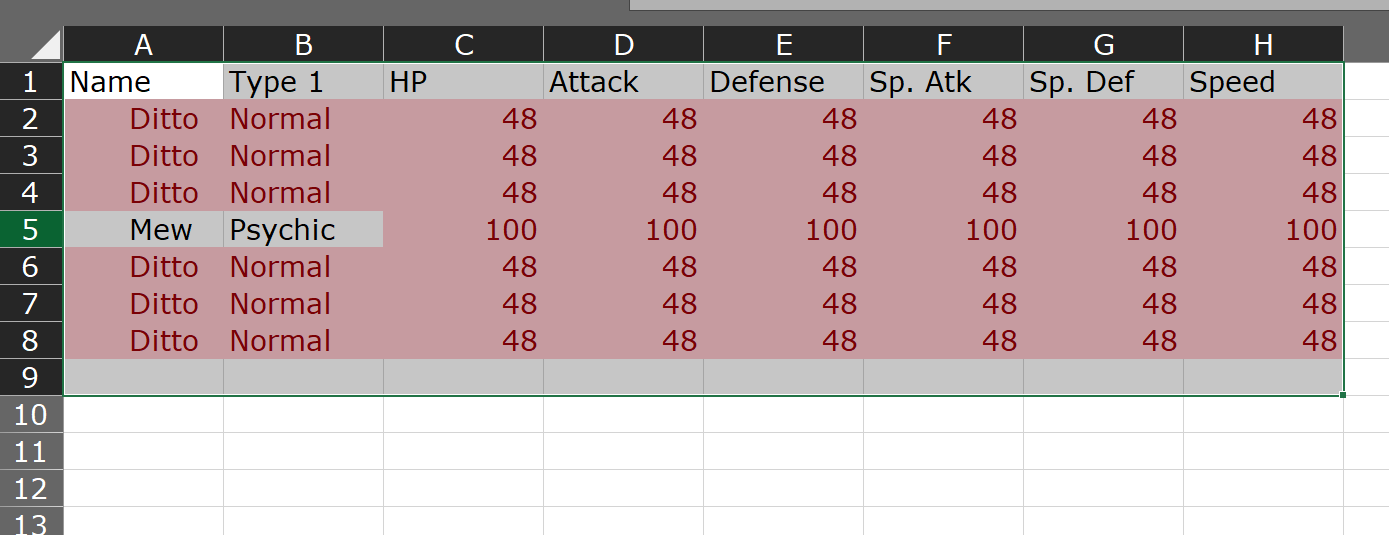 A B C D E F G H
1 Name Type 1 HP Attack Defense Sp. Atk Sp. Def Speed
2 Ditto Normal 48 48 48 48 48 48
3 Ditto Normal 48 48 48 48 48 48
4 Ditto Normal 48 48 48 48 48 48
5 Mew Psychic 100 100 100 100 100 100
6 Ditto Normal 48 48 48 48 48 48
7 Ditto Normal 48 48 48 48 48 48
8 Ditto Normal 48 48 48 48 48 48
9
10
11
12
13